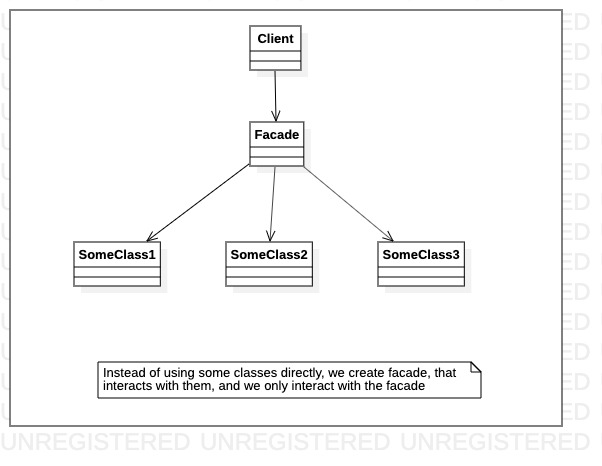 Client
Facade
SomeClass1 SomeClass2 SomeClass3
Instead of using some classes directly, we create facade, that
interacts with them, and we only interact with the facade
UNREGISTERED UNREGISTERED UNREGISTERED